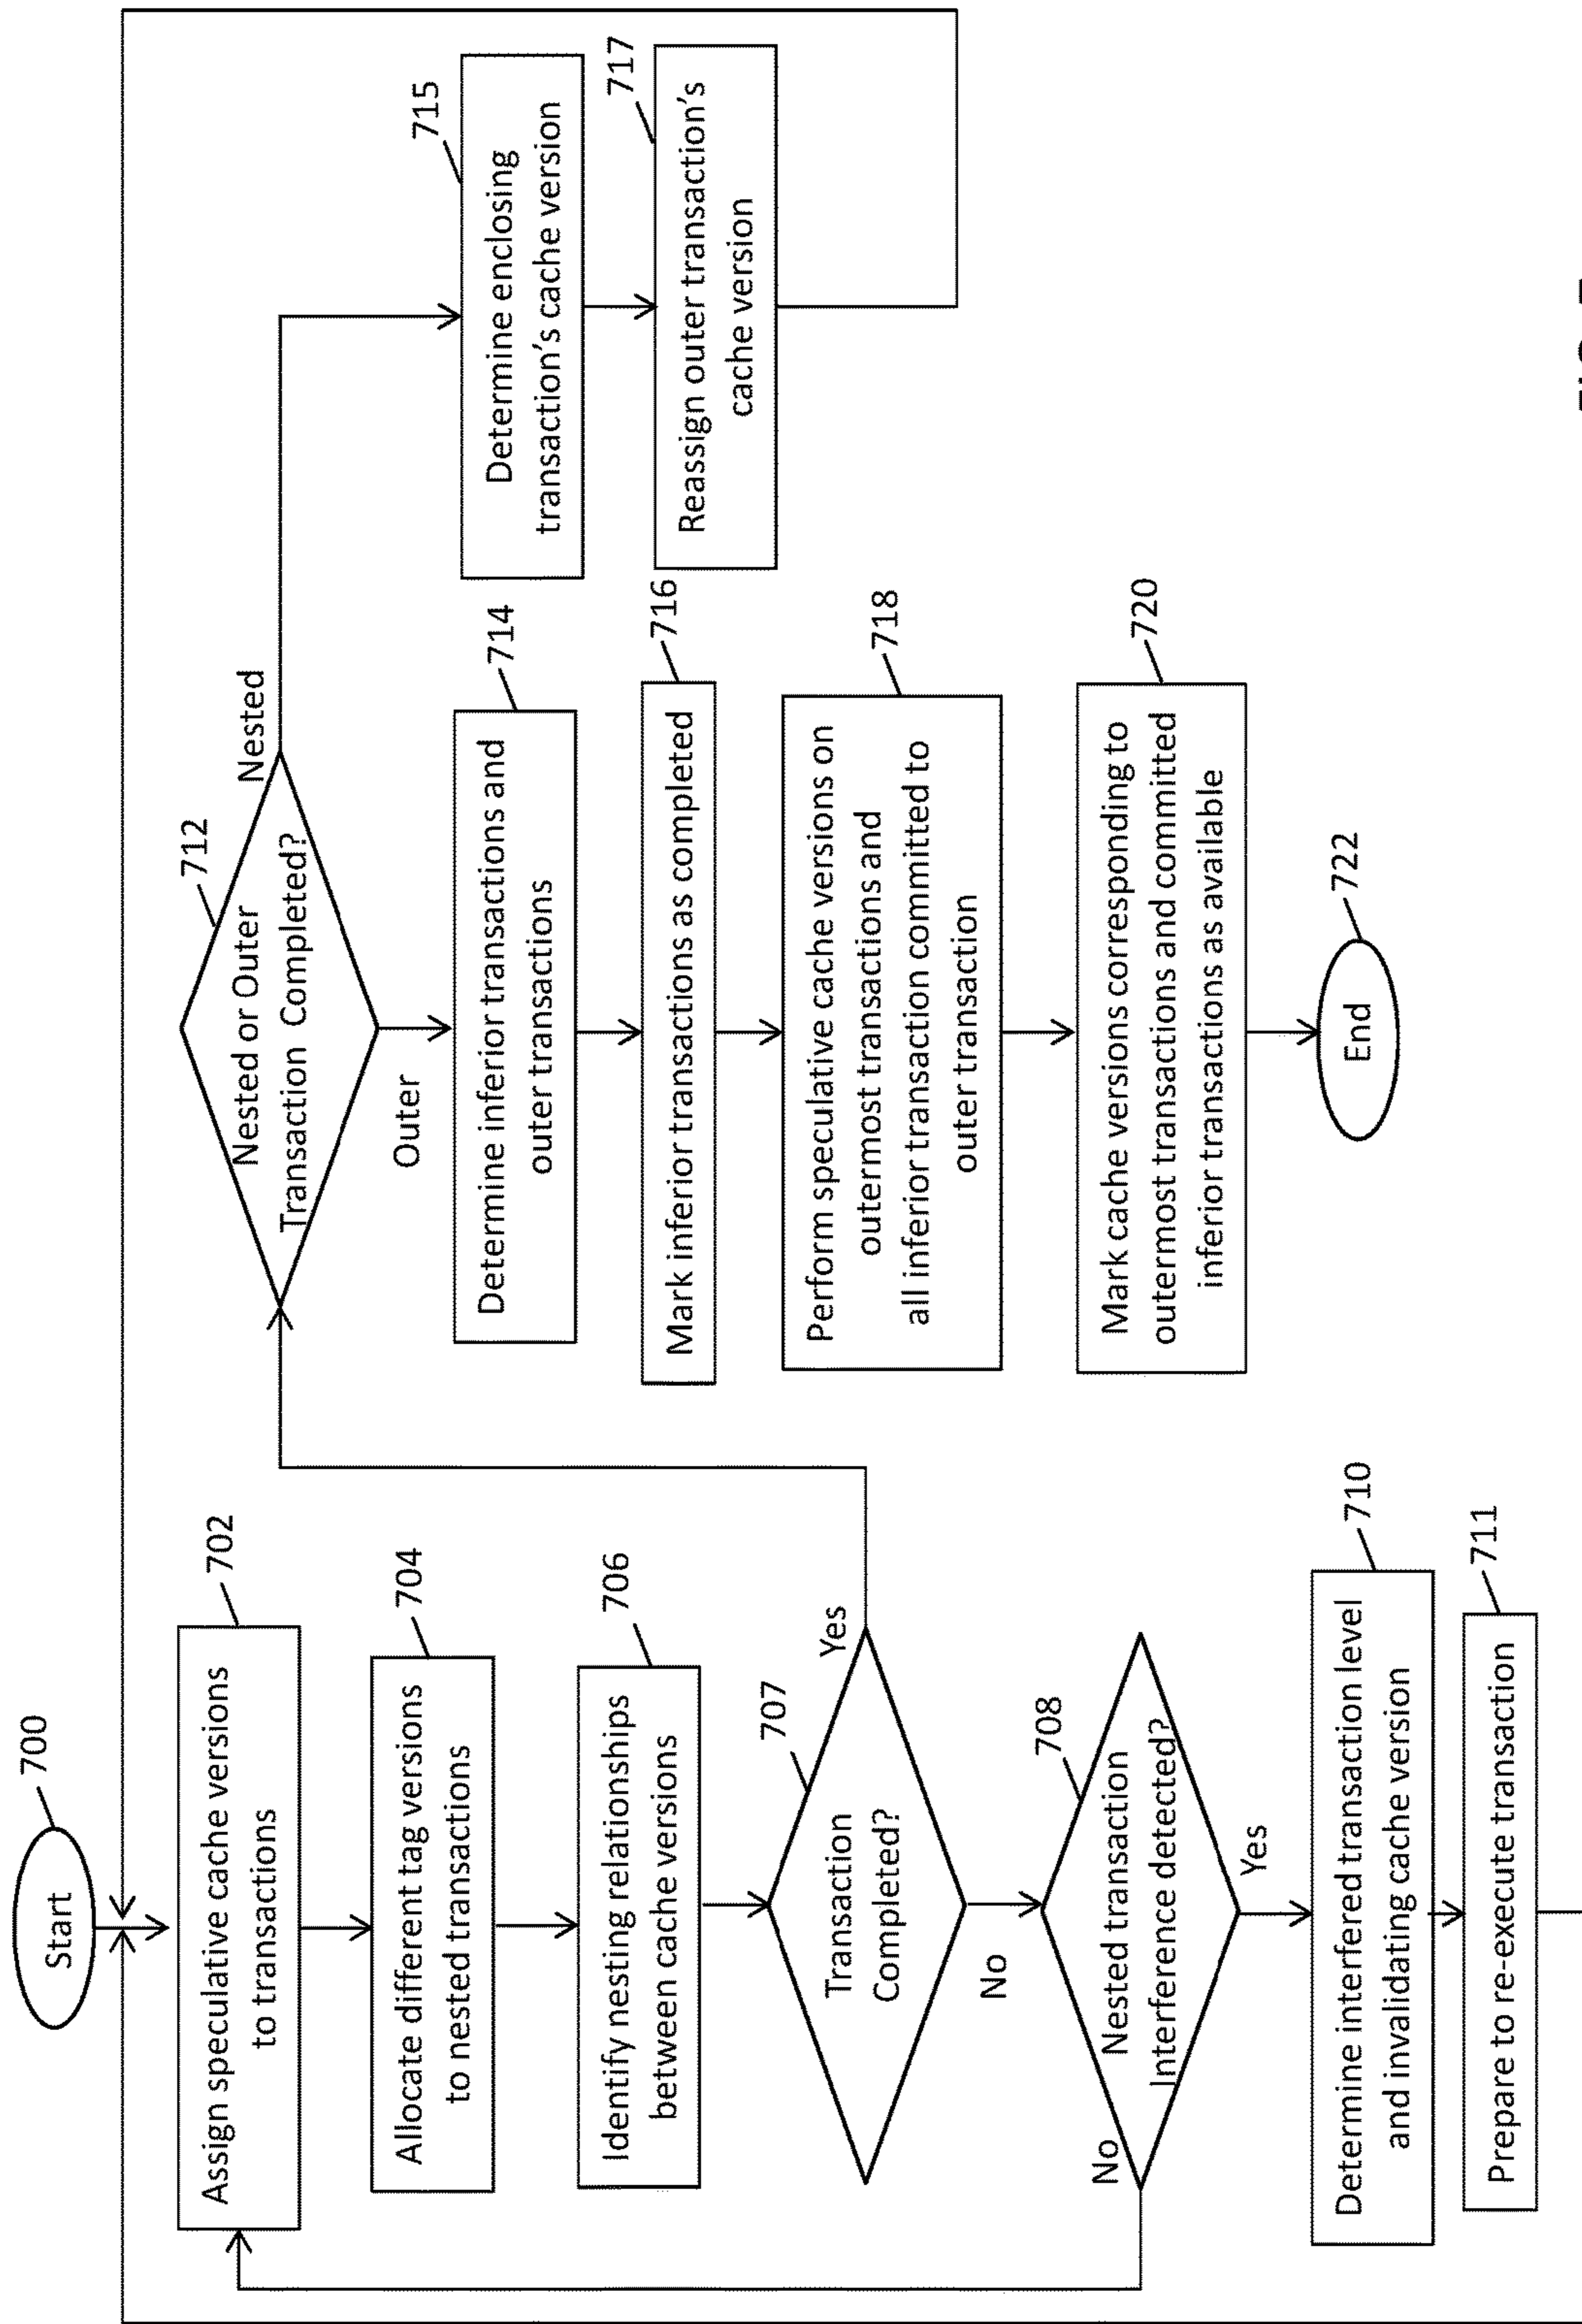 700
Start
702
Assign speculative cache versions
to transactions
704
Allocate different tag versions
to nested transactions
706
Identify nesting relationships
between cache versions
707
Transaction
Completed?
Yes
No
708
Nested transaction
Interference detected?
No
Yes
710
Determine interfered transaction level
and invalidating cache version
711
Prepare to re-execute transaction
712
Nested or Outer
Transaction Completed?
Nested
Outer
714
Determine inferior transactions and
outer transactions
716
Mark inferior transactions as completed
718
Perform speculative cache versions on
outermost transactions and
all inferior transaction committed to
outer transaction
720
Mark cache versions corresponding to
outermost transactions and committed
inferior transactions as available
722
End
715
Determine enclosing
transaction's cache version
717
Reassign outer transaction's
cache version